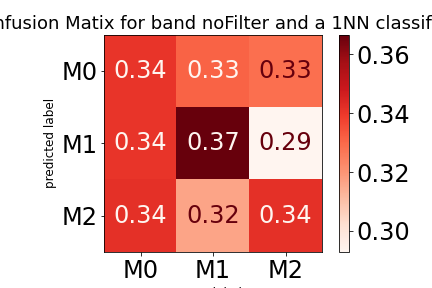 nfusion Matix for band noFilter and a 1NN classif
predicted label
M0 0.34 0.33 0.33
M1 0.34 0.37 0.29
M2 0.34 0.32 0.34
M0 M1 M2
0.36
0.34
0.32
0.30